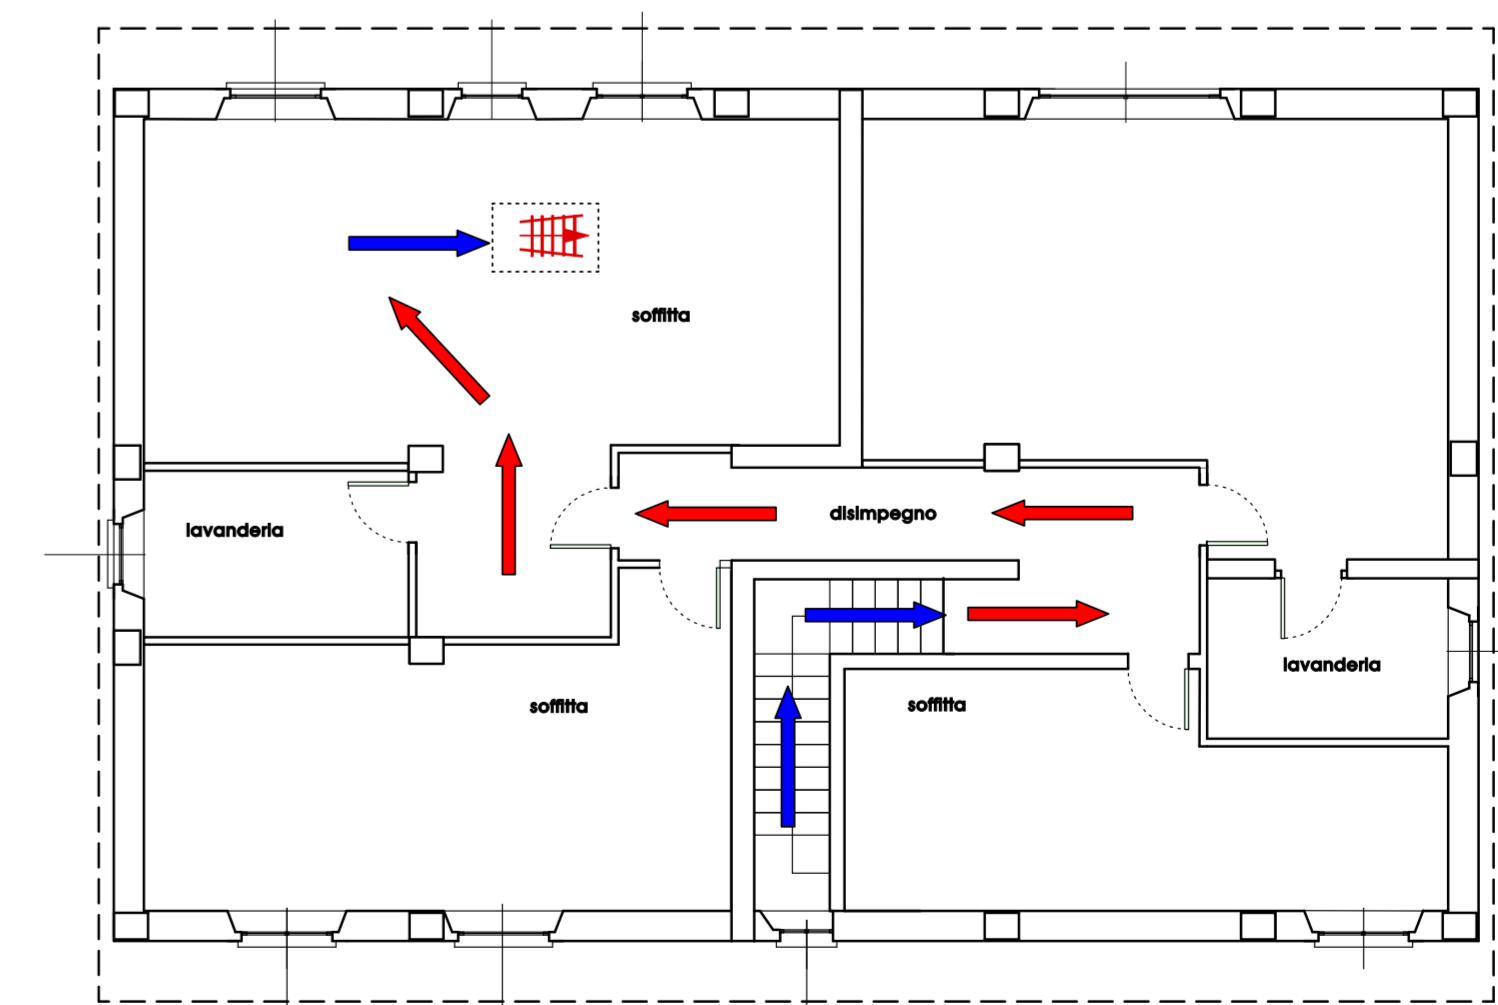 soffitta
disimpegno
lavanderia
lavanderia
soffitta
soffitta